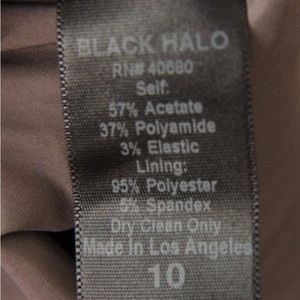 BLACK HALO
RN# 40680
Self:
57% Acetate
37% Polyamide
3% Elastic
Lining:
95% Polyester
5% Spandex
Dry Clean Only
Made In Los Angeles
10